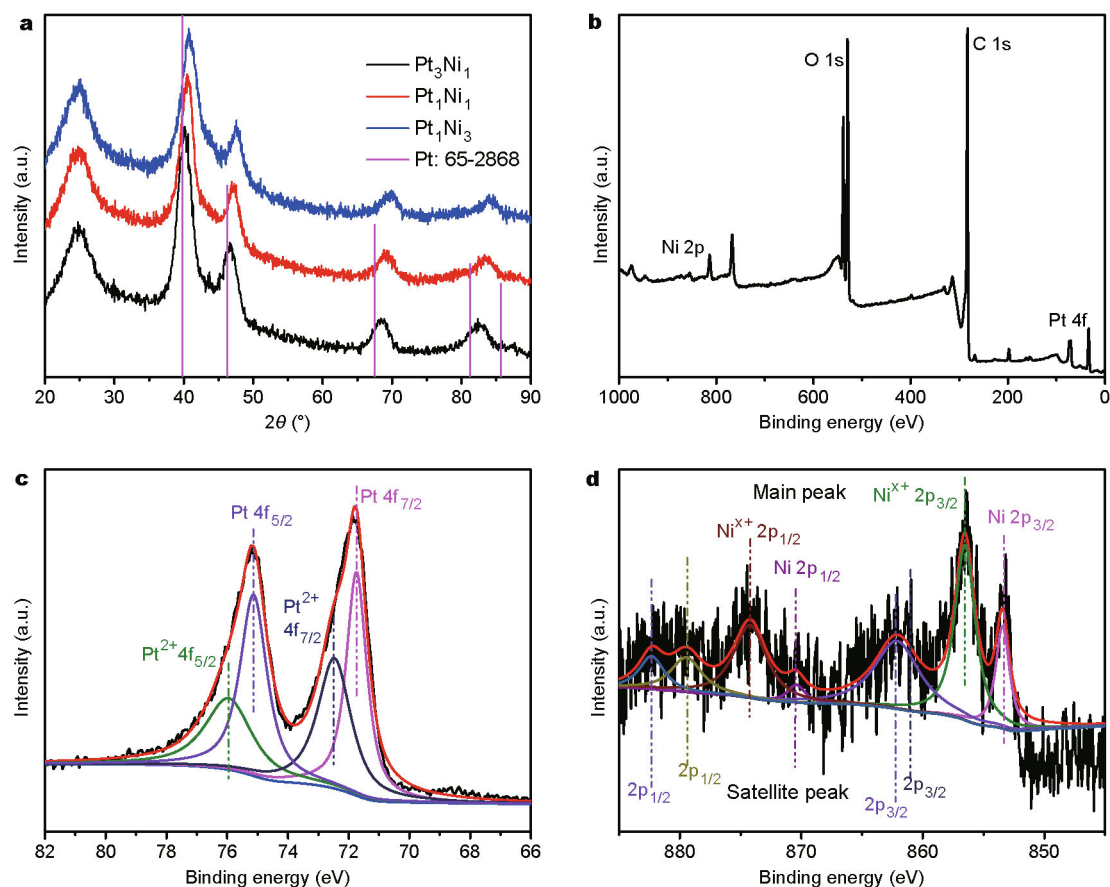 a
Pt₃Ni₁
Pt₁Ni₁
Pt₁Ni₃
Pt: 65-2868
Intensity (a.u.)
20 30 40 50 60 70 80 90
2θ (°)
b
C 1s
O 1s
Ni 2p
Pt 4f
Intensity (a.u.)
1000 800 600 400 200 0
Binding energy (eV)
c
Pt 4f₇/₂
Pt 4f₅/₂
Pt²⁺
4f₇/₂
Pt²⁺4f₅/₂
Intensity (a.u.)
82 80 78 76 74 72 70 68 66
Binding energy (eV)
d
Main peak
Niˣ⁺ 2p₃/₂
Ni 2p₃/₂
Niˣ⁺ 2p₁/₂
Ni 2p₁/₂
2p₁/₂
2p₁/₂
2p₃/₂
2p₃/₂
Satellite peak
Intensity (a.u.)
880 870 860 850
Binding energy (eV)